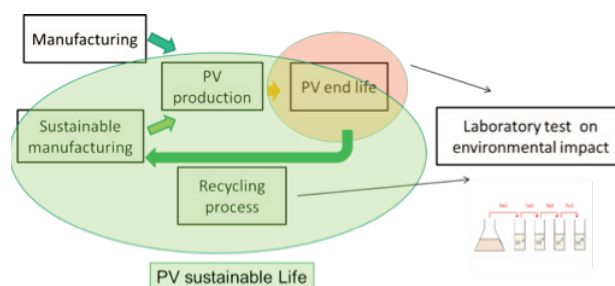 Manufacturing
PV
production
PV end life
Sustainable
manufacturing
Laboratory test on
environmental impact
Recycling
process
PV sustainable Life